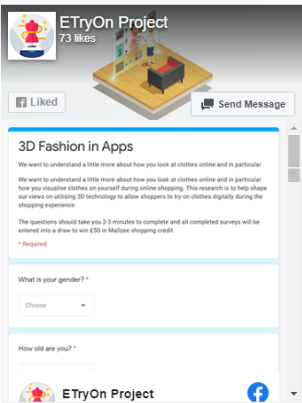 ETryOn Project
73 likes
Liked
Send Message
3D Fashion in Apps
We want to understand a little more about how you look at clothes online and in particular
We want to understand a little more about how you look at clothes online and in particular
how you visualise clothes on yourself during online shopping. This research is to help shape
our views on utilising 3D technology to allow shoppers to try on clothes digitally during the
shopping experience.
The questions should take you 2-3 minutes to complete and all completed surveys will be
entered into a draw to win £50 in Mallzee shopping credit.
* Required
What is your gender? *
Choose
How old are you? *
ETryOn Project